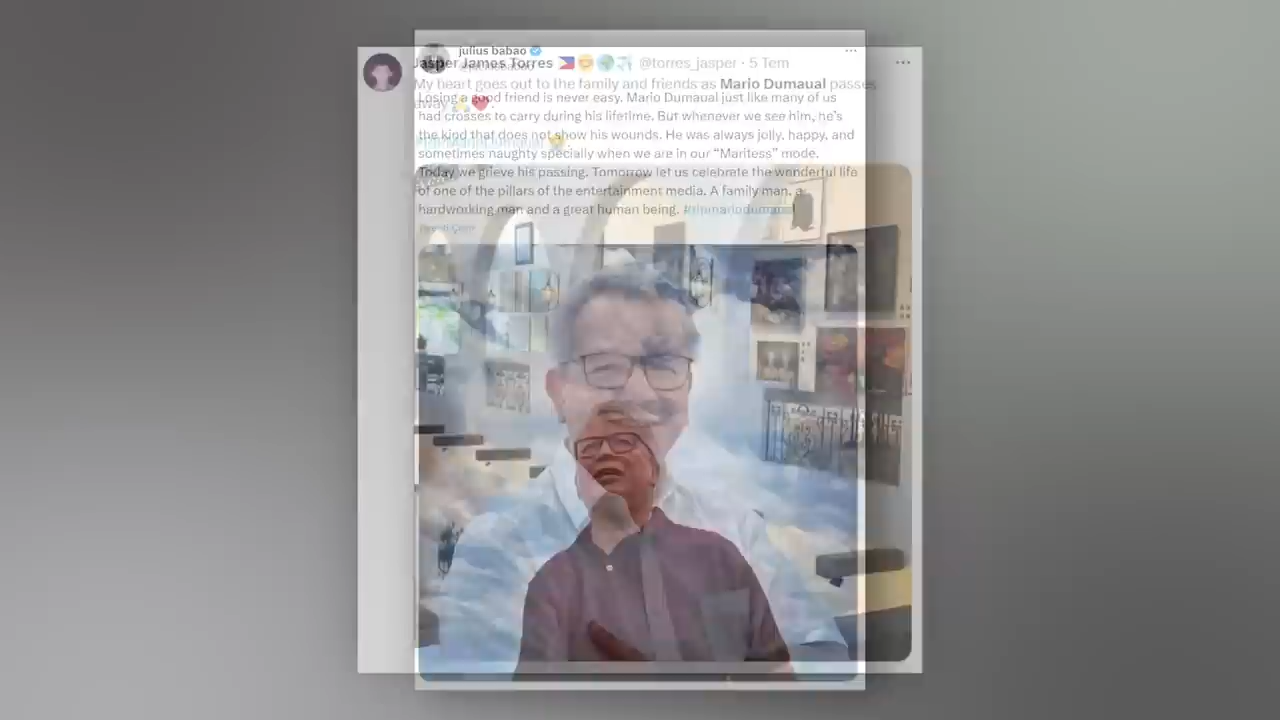 julius babao
Jasper James Torres @torres_jasper · 5 Tem
My heart goes out to the family and friends as Mario Dumaual passes
away
Losing a good friend is never easy. Mario Dumaual just like many of us
had crosses to carry during his lifetime. But whenever we see him, he's
the kind that does not show his wounds. He was always jolly, happy, and
sometimes naughty specially when we are in our “Maritess” mode.
Today we grieve his passing. Tomorrow let us celebrate the wonderful life
of one of the pillars of the entertainment media. A family man, a
hardworking man and a great human being. #ripmariodumaual